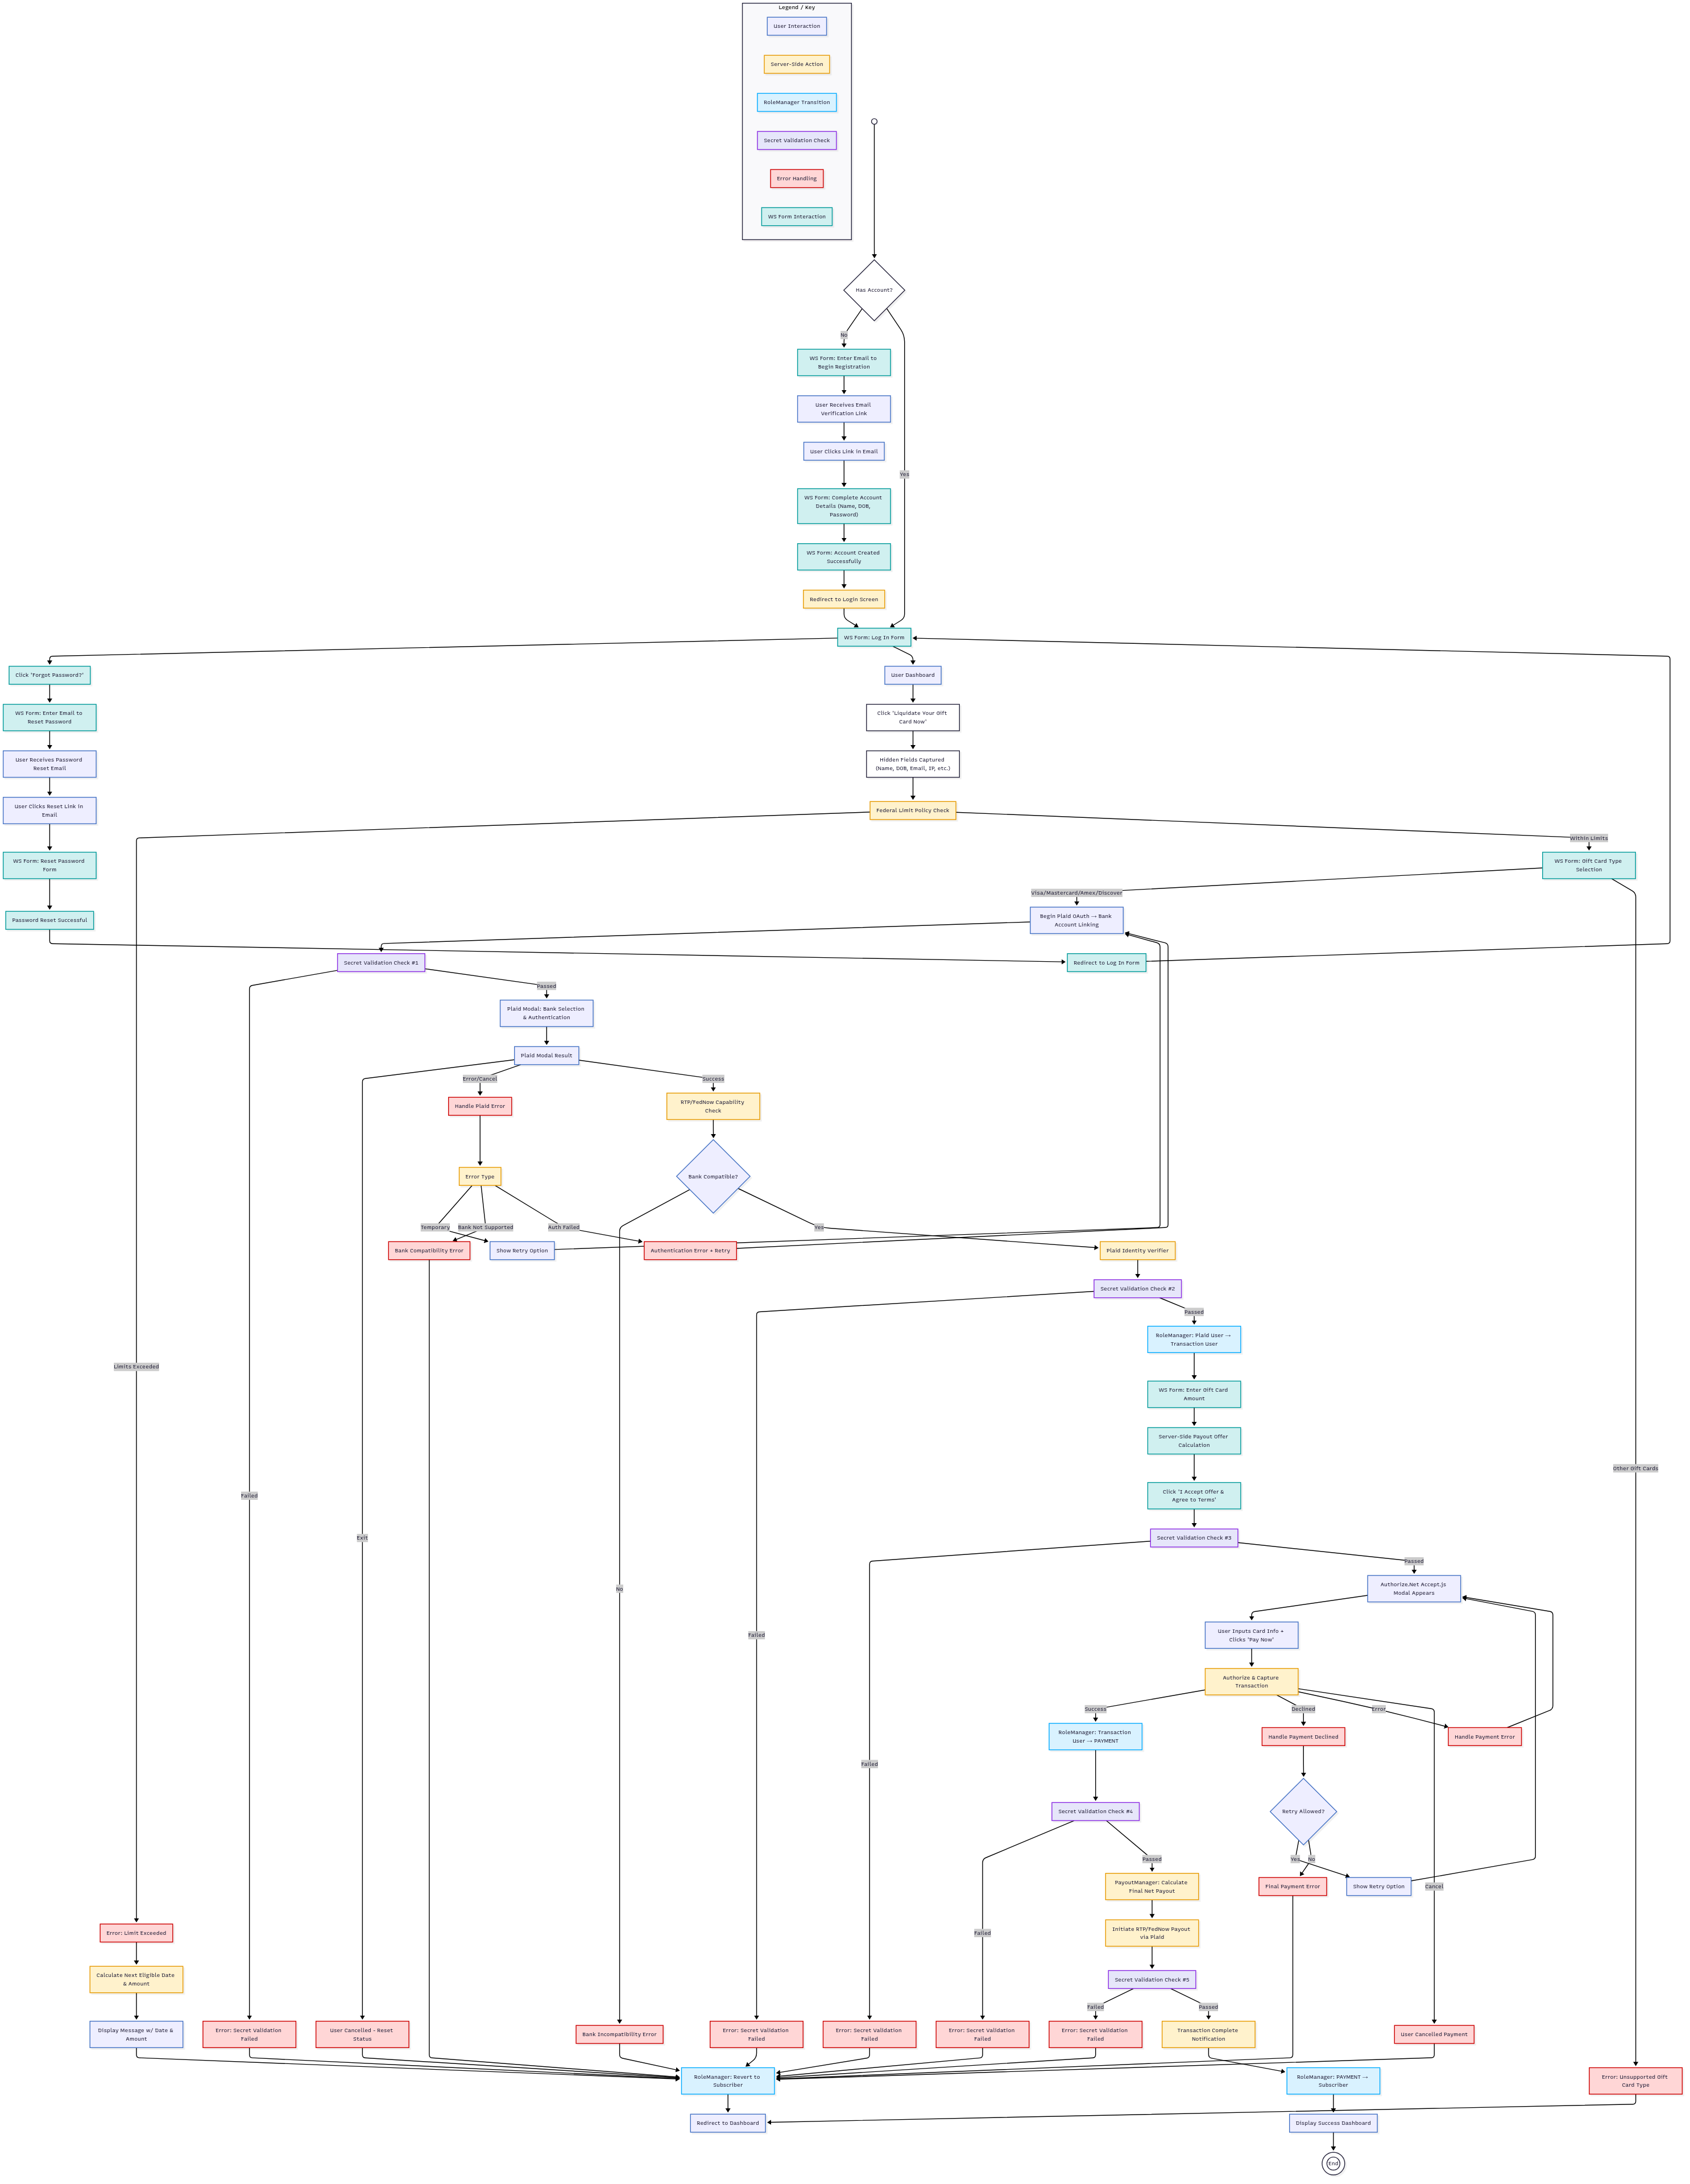 Legend / Key
User Interaction
Server-Side Action
RoleManager Transition
Secret Validation Check
Error Handling
WS Form Interaction
Has Account?
No
WS Form: Enter Email to
Begin Registration
User Receives Email
Verification Link
User Clicks Link in Email
Yes
WS Form: Complete Account
Details (Name, DOB,
Password)
WS Form: Account Created
Successfully
Redirect to Login Screen
WS Form: Log In Form
Click "Forgot Password?"
User Dashboard
WS Form: Enter Email to
Reset Password
Click "Liquidate Your Gift
Card Now"
User Receives Password
Reset Email
Hidden Fields Captured
(Name, DOB, Email, IP, etc.)
User Clicks Reset Link in
Email
Federal Limit Policy Check
Within Limits
WS Form: Reset Password
Form
WS Form: Gift Card Type
Selection
Visa/Mastercard/Amex/Discover
Password Reset Successful
Begin Plaid OAuth → Bank
Account Linking
Secret Validation Check #1
Redirect to Log In Form
Passed
Plaid Modal: Bank Selection
& Authentication
Plaid Modal Result
Error/Cancel
Success
Handle Plaid Error
RTP/FedNow Capability
Check
Error Type
Bank Compatible?
Temporary
Bank Not Supported
Auth Failed
Yes
Bank Compatibility Error
Show Retry Option
Authentication Error + Retry
Plaid Identity Verifier
Secret Validation Check #2
Passed
RoleManager: Plaid User →
Transaction User
Limits Exceeded
WS Form: Enter Gift Card
Amount
Server-Side Payout Offer
Calculation
Other Gift Cards
Failed
Click "I Accept Offer &
Agree to Terms"
Exit
Secret Validation Check #3
Passed
No
Authorize.Net Accept.js
Modal Appears
Failed
User Inputs Card Info +
Clicks "Pay Now"
Authorize & Capture
Transaction
Success
Declined
Error
RoleManager: Transaction
User → PAYMENT
Handle Payment Declined
Handle Payment Error
Failed
Secret Validation Check #4
Retry Allowed?
Passed
Yes
No
PayoutManager: Calculate
Final Net Payout
Final Payment Error
Show Retry Option
Cancel
Error: Limit Exceeded
Failed
Initiate RTP/FedNow Payout
via Plaid
Calculate Next Eligible Date
& Amount
Secret Validation Check #5
Failed
Passed
Display Message w/ Date &
Amount
Error: Secret Validation
Failed
User Cancelled - Reset
Status
Bank Incompatibility Error
Error: Secret Validation
Failed
Error: Secret Validation
Failed
Error: Secret Validation
Failed
Error: Secret Validation
Failed
Transaction Complete
Notification
User Cancelled Payment
RoleManager: Revert to
Subscriber
RoleManager: PAYMENT →
Subscriber
Error: Unsupported Gift
Card Type
Redirect to Dashboard
Display Success Dashboard
End